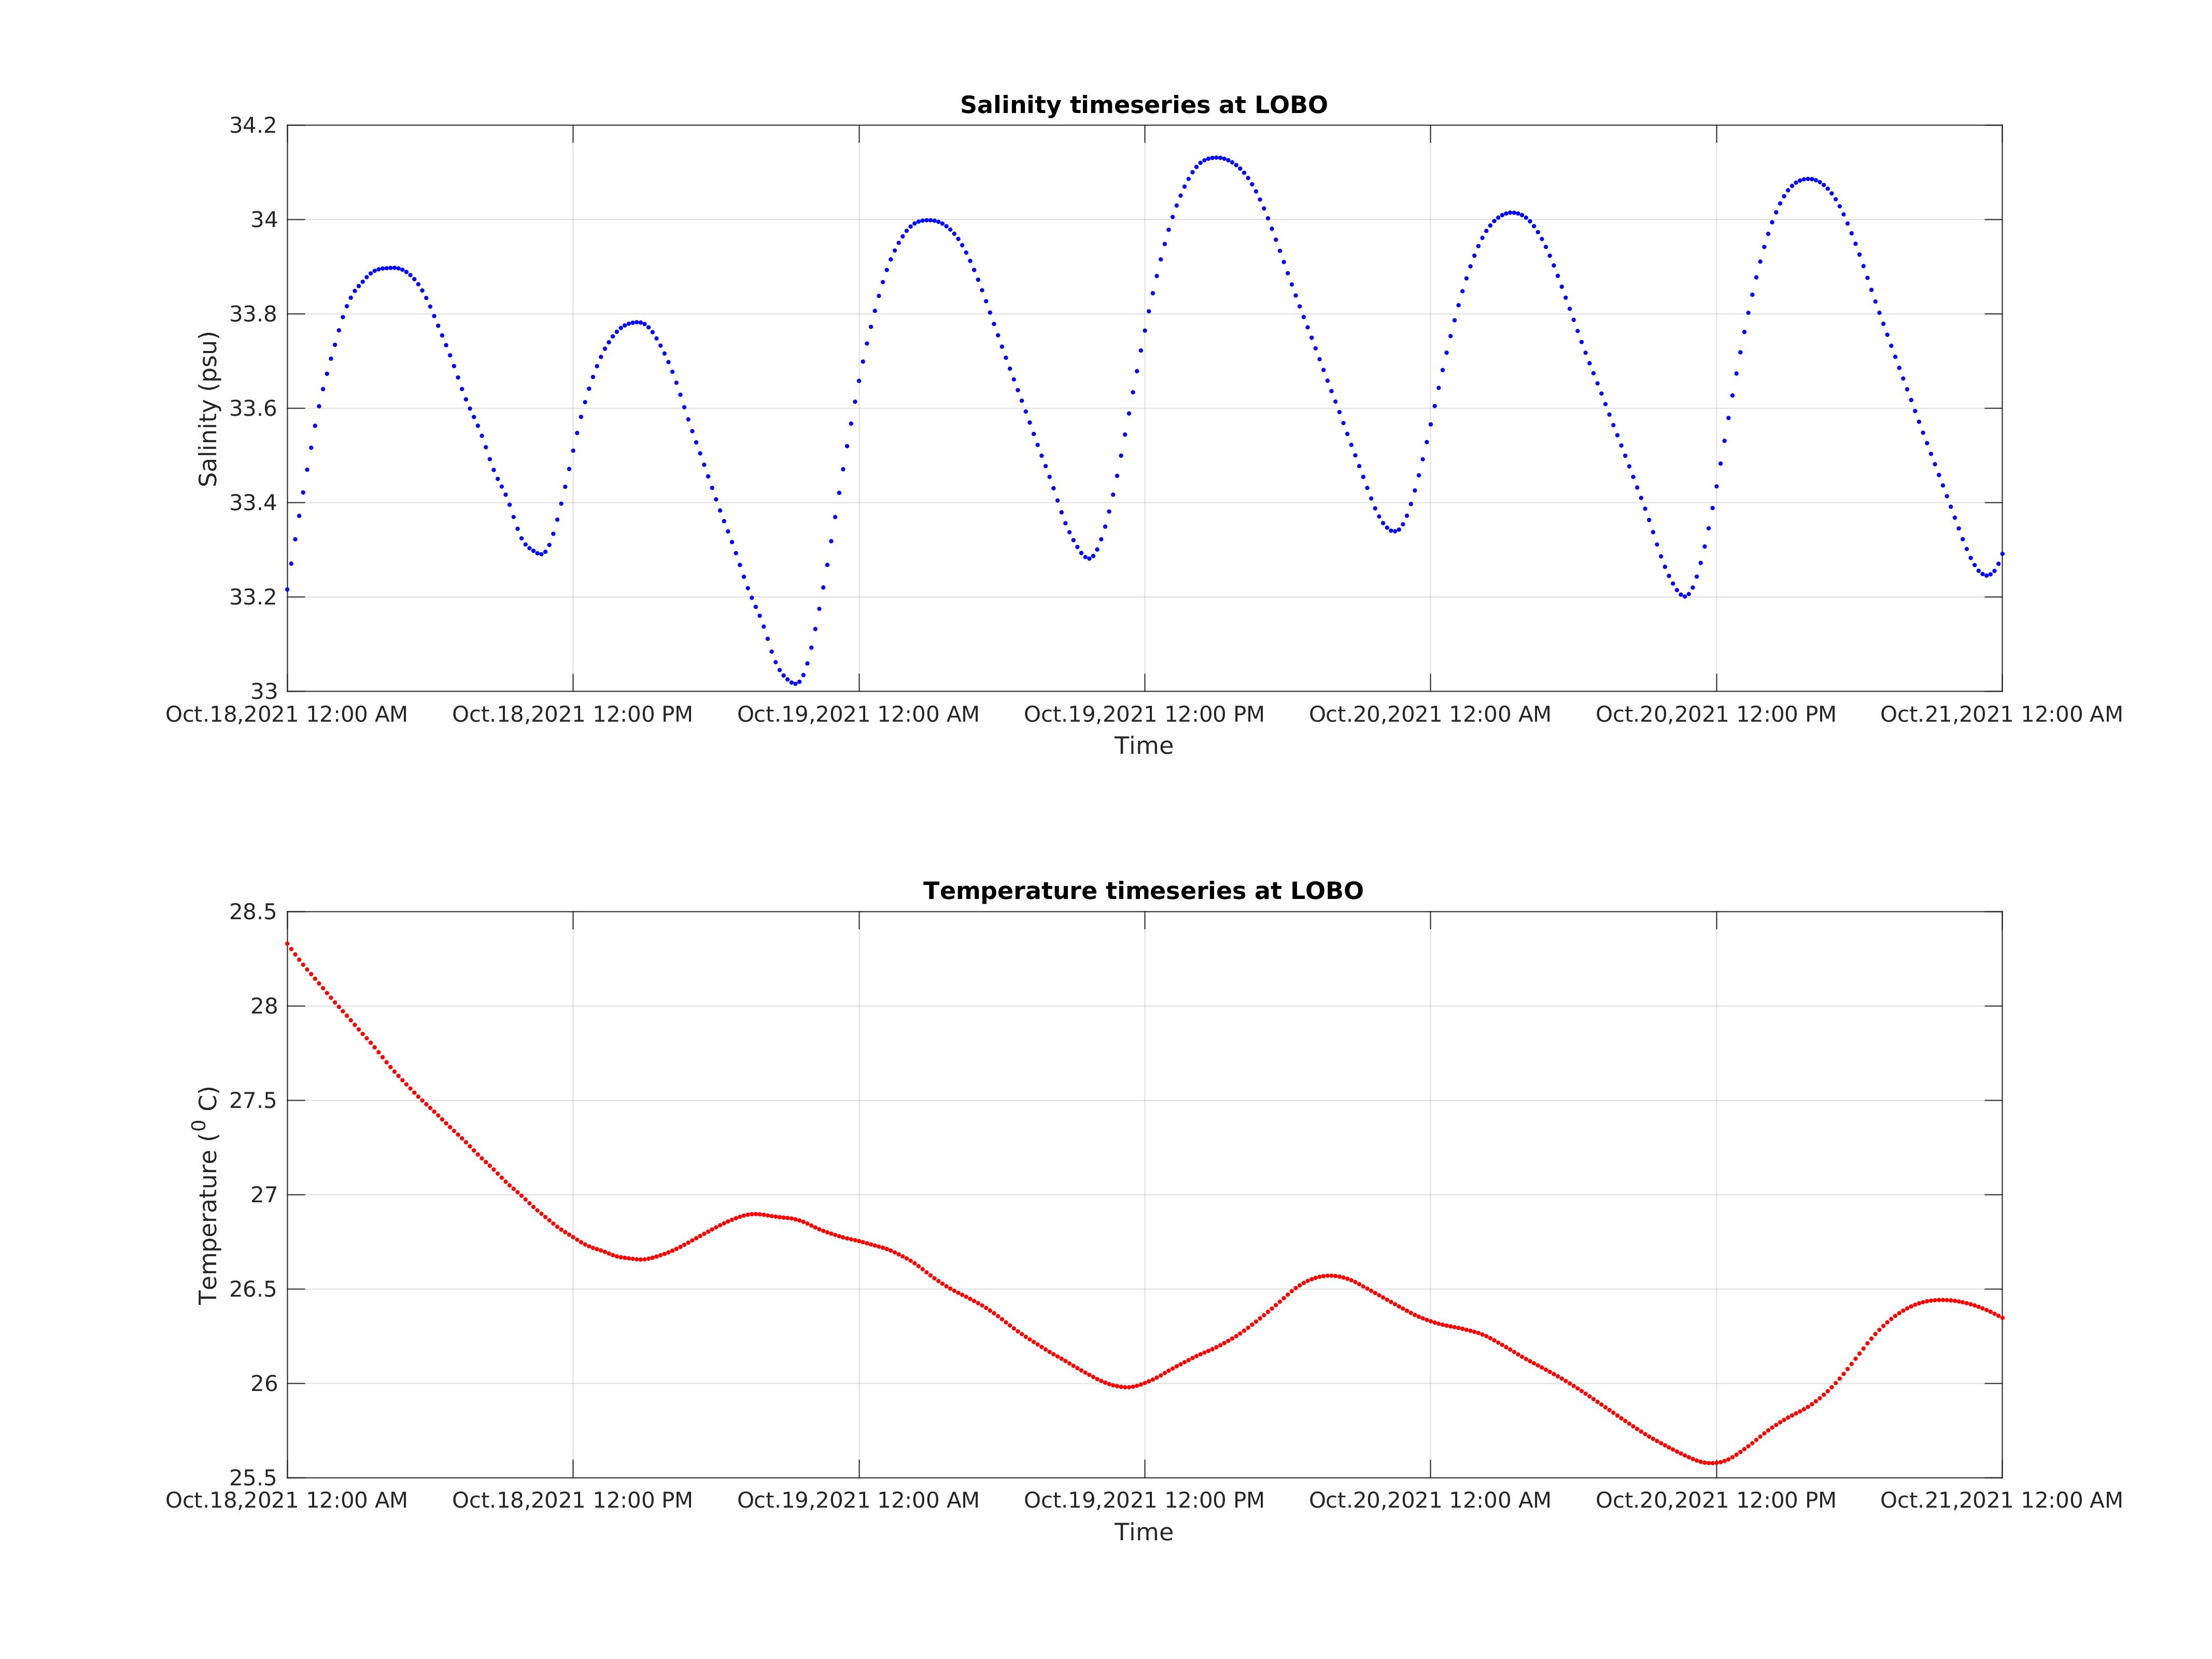 Salinity timeseries at LOBO
34.2
34
33.8
33.6
33.4
33.2
33
Salinity (psu)
Oct.18,2021 12:00 AM Oct.18,2021 12:00 PM Oct.19,2021 12:00 AM Oct.19,2021 12:00 PM Oct.20,2021 12:00 AM Oct.20,2021 12:00 PM Oct.21,2021 12:00 AM
Time
Temperature timeseries at LOBO
28.5
28
27.5
27
26.5
26
25.5
Temperature (⁰ C)
Oct.18,2021 12:00 AM Oct.18,2021 12:00 PM Oct.19,2021 12:00 AM Oct.19,2021 12:00 PM Oct.20,2021 12:00 AM Oct.20,2021 12:00 PM Oct.21,2021 12:00 AM
Time